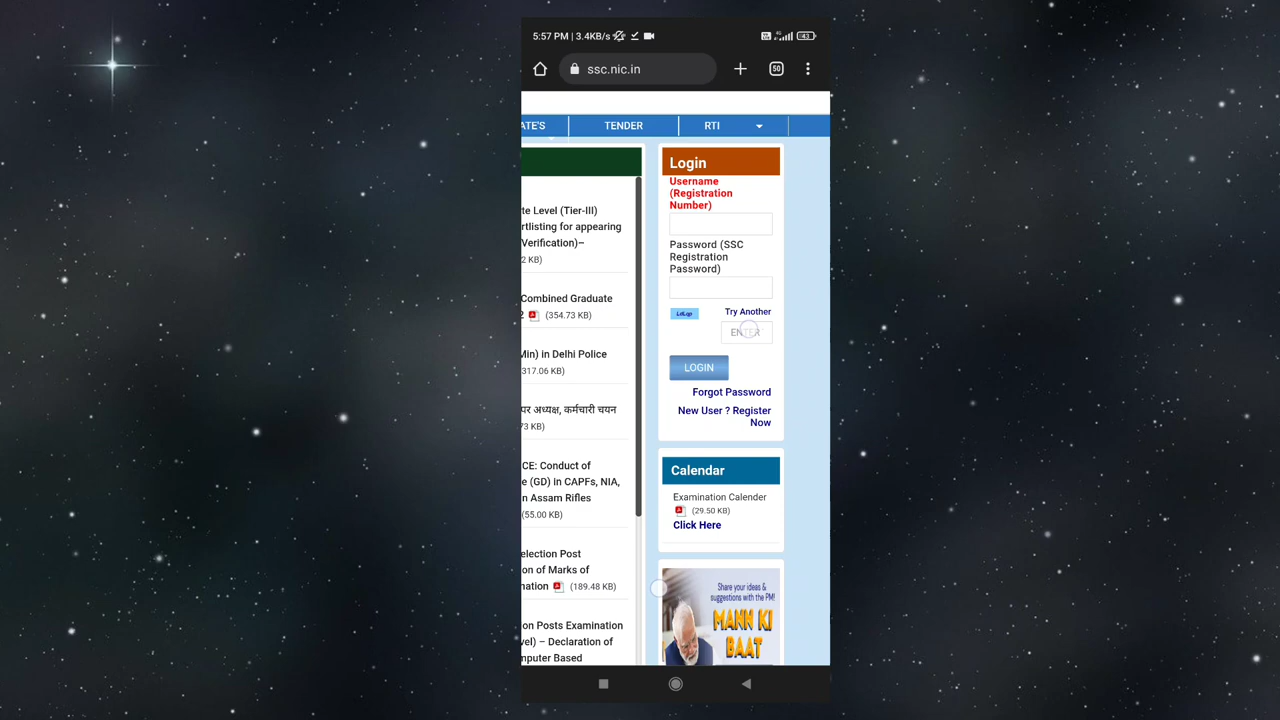 5:57 PM | 3.4KB/s
43
ssc.nic.in
50
ATE'S
TENDER
RTI
te Level (Tier-III)
rtlisting for appearing
Verification)–
2 KB)
Combined Graduate
2 (354.73 KB)
Min) in Delhi Police
317.06 KB)
पर अध्यक्ष, कर्मचारी चयन
73 KB)
CE: Conduct of
e (GD) in CAPFs, NIA,
n Assam Rifles
(55.00 KB)
election Post
on of Marks of
nation (189.48 KB)
on Posts Examination
vel) – Declaration of
mputer Based
Login
Username
(Registration
Number)
Password (SSC
Registration
Password)
Try Another
ENTER
LOGIN
Forgot Password
New User ? Register
Now
Calendar
Examination Calender
(29.50 KB)
Click Here
Share your ideas &
suggestions with the PM!
MANN KI
BAAT